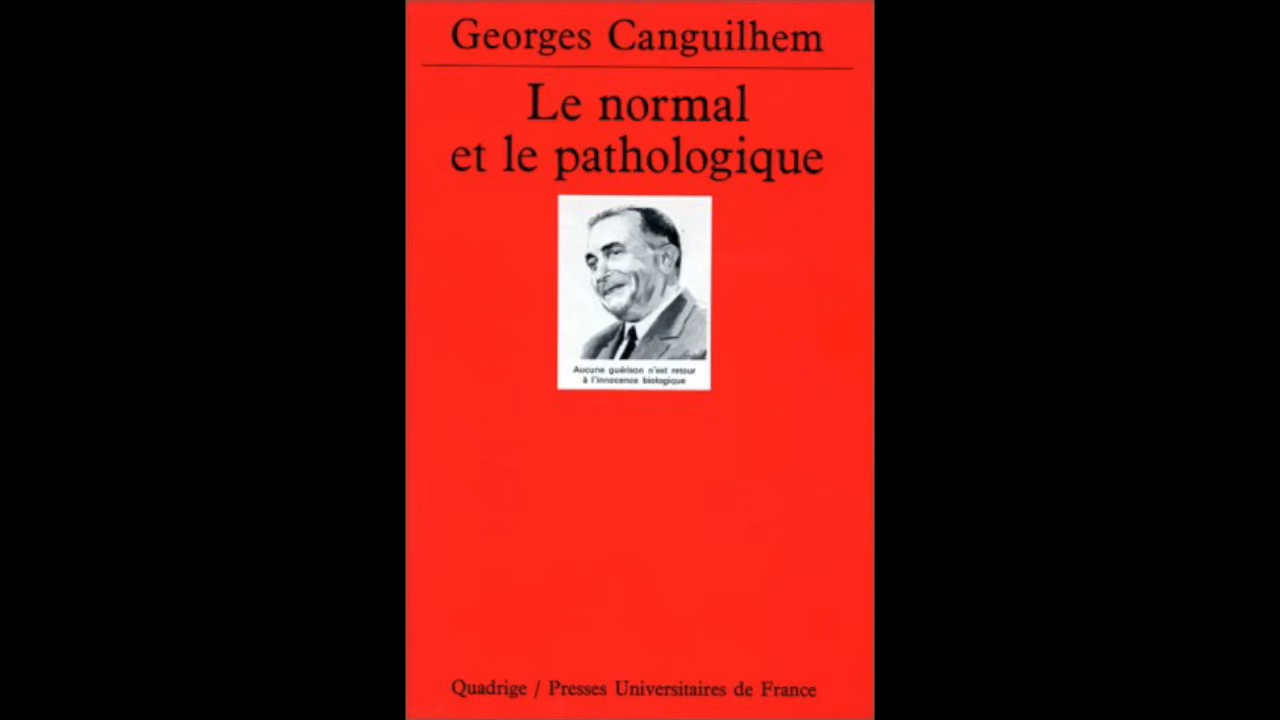 Georges Canguilhem
Le normal
et le pathologique
Aucune guérison n'est retour
à l'innocence biologique
Quadrige / Presses Universitaires de France